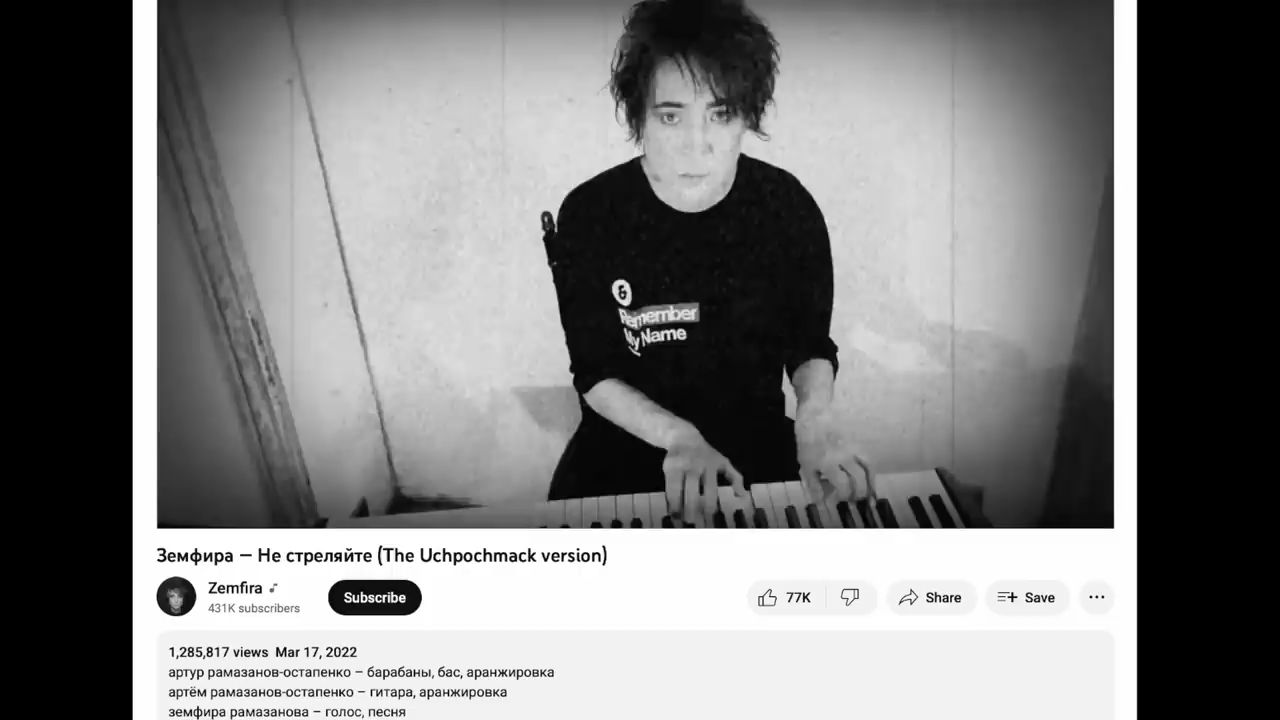 &
Remember
My Name
Земфира — Не стреляйте (The Uchpochmack version)
Zemfira
431K subscribers
Subscribe
77K
Share
Save
1,285,817 views Mar 17, 2022
артур рамазанов-остапенко – барабаны, бас, аранжировка
артём рамазанов-остапенко – гитара, аранжировка
земфира рамазанова – голос, песня